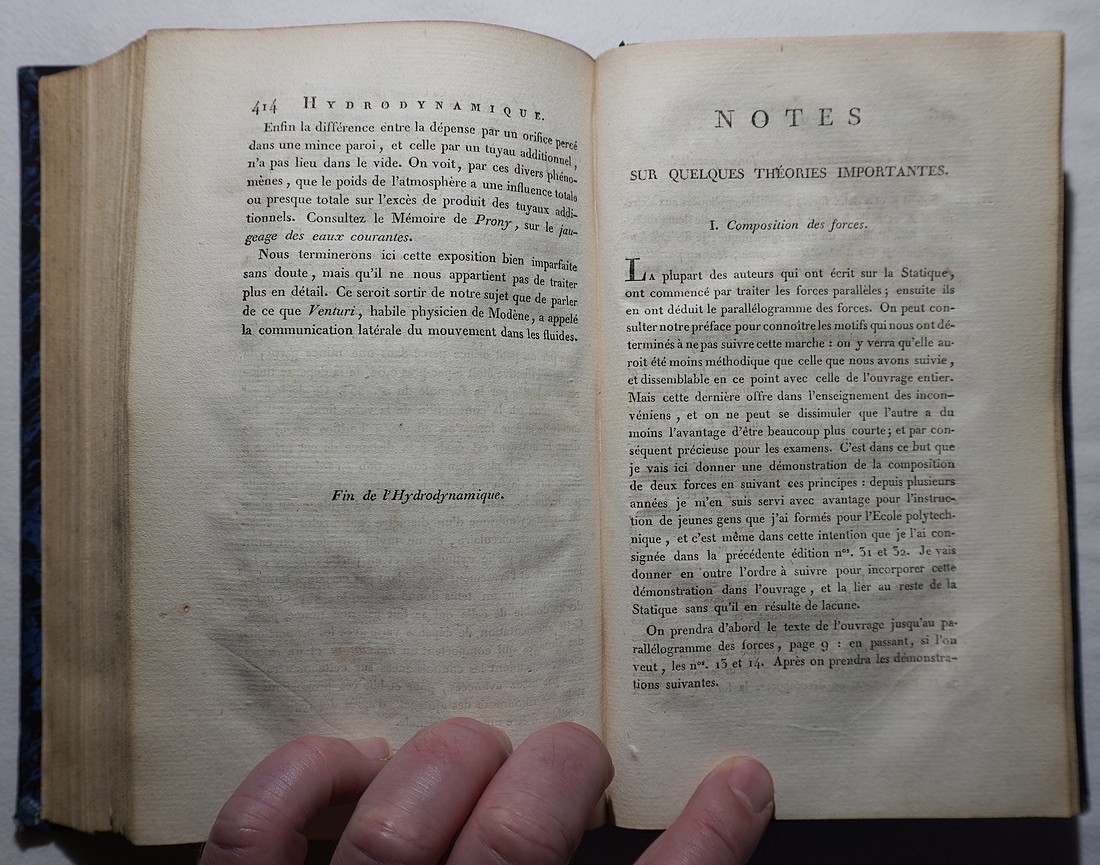 414 HYDRODYNAMIQUE.
Enfin la différence entre la dépense par un orifice percé
dans une mince paroi, et celle par un tuyau additionnel,
n'a pas lieu dans le vide. On voit, par ces divers phéno-
mènes, que le poids de l'atmosphère a une influence totale
ou presque totale sur l'excès de produit des tuyaux addi-
tionnels. Consultez le Mémoire de Prony, sur le jau-
geage des eaux courantes.
Nous terminerons ici cette exposition bien imparfaite
sans doute, mais qu'il ne nous appartient pas de traiter
plus en détail. Ce seroit sortir de notre sujet que de parler
de ce que Venturi, habile physicien de Modène, a appelé
la communication latérale du mouvement dans les fluides.
Fin de l'Hydrodynamique.
NOTES
SUR QUELQUES THÉORIES IMPORTANTES.
I. Composition des forces.
LA plupart des auteurs qui ont écrit sur la Statique,
ont commencé par traiter les forces parallèles; ensuite ils
en ont déduit le parallélogramme des forces. On peut con-
sulter notre préface pour connoître les motifs qui nous ont dé-
terminés à ne pas suivre cette marche : on y verra qu'elle au-
roit été moins méthodique que celle que nous avons suivie,
et dissemblable en ce point avec celle de l'ouvrage entier.
Mais cette dernière offre dans l'enseignement des incon-
véniens, et on ne peut se dissimuler que l'autre a du
moins l'avantage d'être beaucoup plus courte; et par con-
séquent précieuse pour les examens. C'est dans ce but que
je vais ici donner une démonstration de la composition
de deux forces en suivant ces principes : depuis plusieurs
années je m'en suis servi avec avantage pour l'instruc-
tion de jeunes gens que j'ai formés pour l'Ecole polytech-
nique, et c'est même dans cette intention que je l'ai con-
signée dans la précédente édition nos. 31 et 32. Je vais
donner en outre l'ordre à suivre pour incorporer cette
démonstration dans l'ouvrage, et la lier au reste de la
Statique sans qu'il en résulte de lacune.
On prendra d'abord le texte de l'ouvrage jusqu'au pa-
rallélogramme des forces, page 9 : en passant, si l'on
veut, les nos. 13 et 14. Après on prendra les démonstra-
tions suivantes.